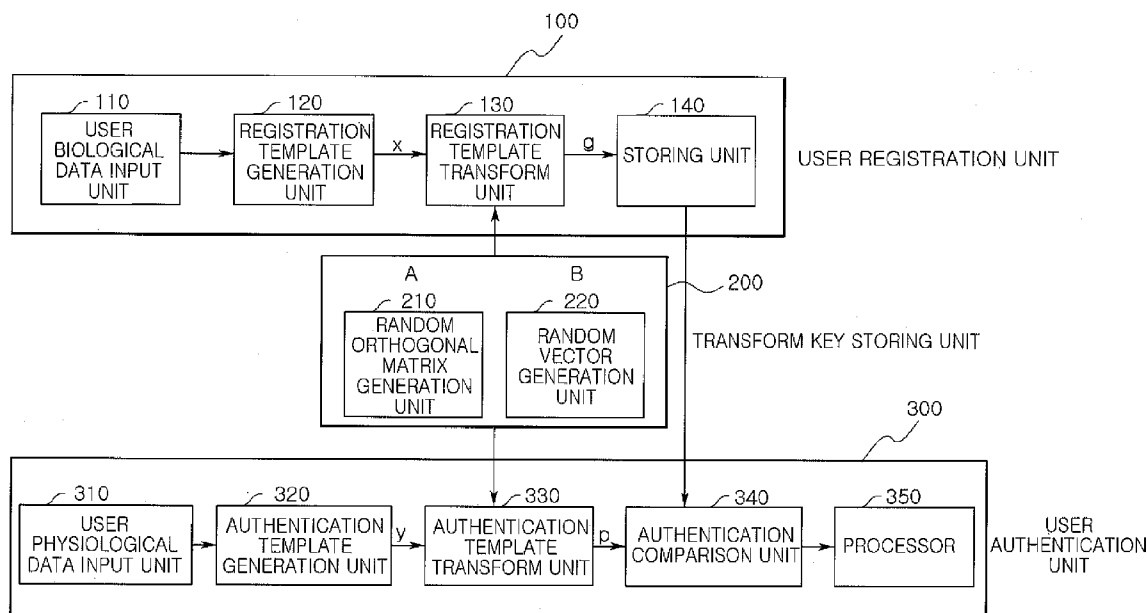 100
110
USER
BIOLOGICAL
DATA INPUT
UNIT
120
REGISTRATION
TEMPLATE
GENERATION
UNIT
x
130
REGISTRATION
TEMPLATE
TRANSFORM
UNIT
g
140
STORING UNIT
USER REGISTRATION UNIT
A
B
200
210
RANDOM
ORTHOGONAL
MATRIX
GENERATION
UNIT
220
RANDOM
VECTOR
GENERATION
UNIT
TRANSFORM KEY STORING UNIT
300
310
USER
PHYSIOLOGICAL
DATA INPUT UNIT
320
AUTHENTICATION
TEMPLATE
GENERATION UNIT
y
330
AUTHENTICATION
TEMPLATE
TRANSFORM UNIT
p
340
AUTHENTICATION
COMPARISON UNIT
350
PROCESSOR
USER
AUTHENTICATION
UNIT